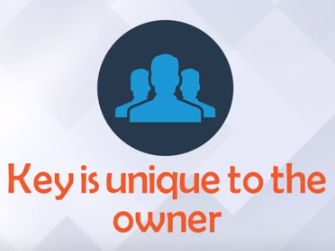 Key is unique to the
owner